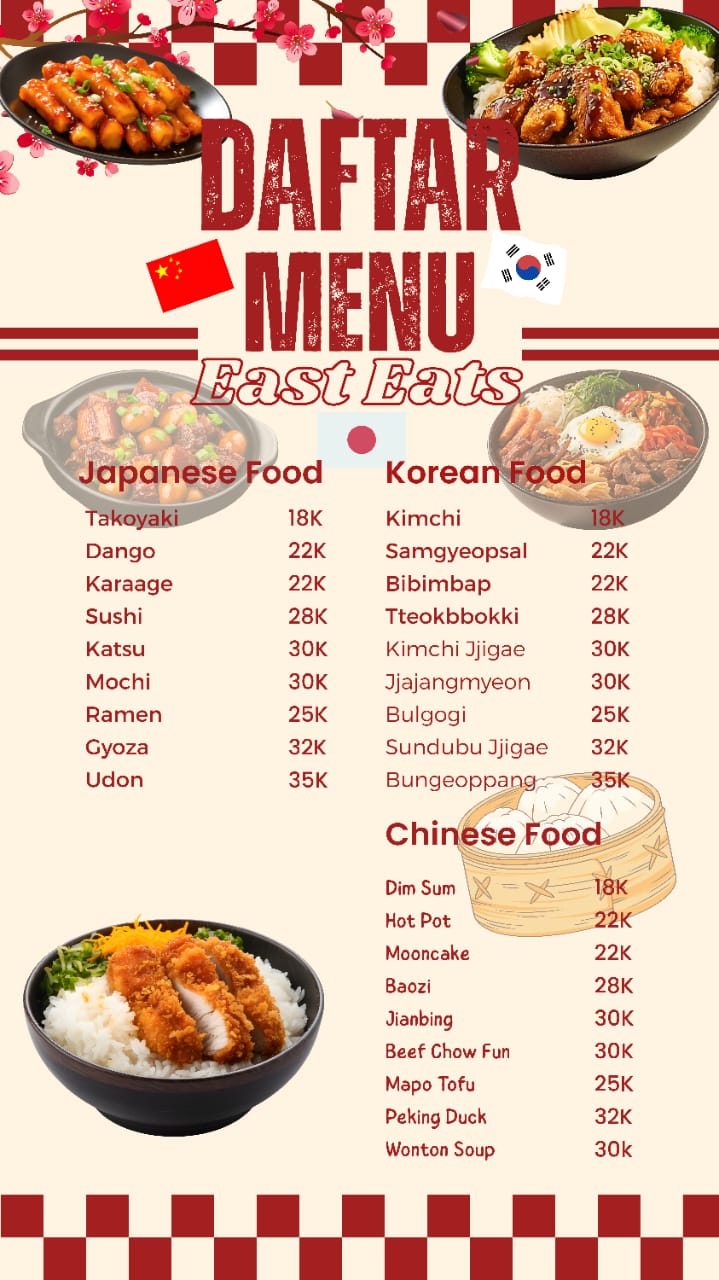 DAFTAR
MENU
East Eats
Japanese Food
Takoyaki 18K
Dango 22K
Karaage 22K
Sushi 28K
Katsu 30K
Mochi 30K
Ramen 25K
Gyoza 32K
Udon 35K
Korean Food
Kimchi 18K
Samgyeopsal 22K
Bibimbap 22K
Tteokbbokki 28K
Kimchi Jjigae 30K
Jjajangmyeon 30K
Bulgogi 25K
Sundubu Jjigae 32K
Bungeoppang 35K
Chinese Food
Dim Sum 18K
Hot Pot 22K
Mooncake 22K
Baozi 28K
Jianbing 30K
Beef Chow Fun 30K
Mapo Tofu 25K
Peking Duck 32K
Wonton Soup 30k